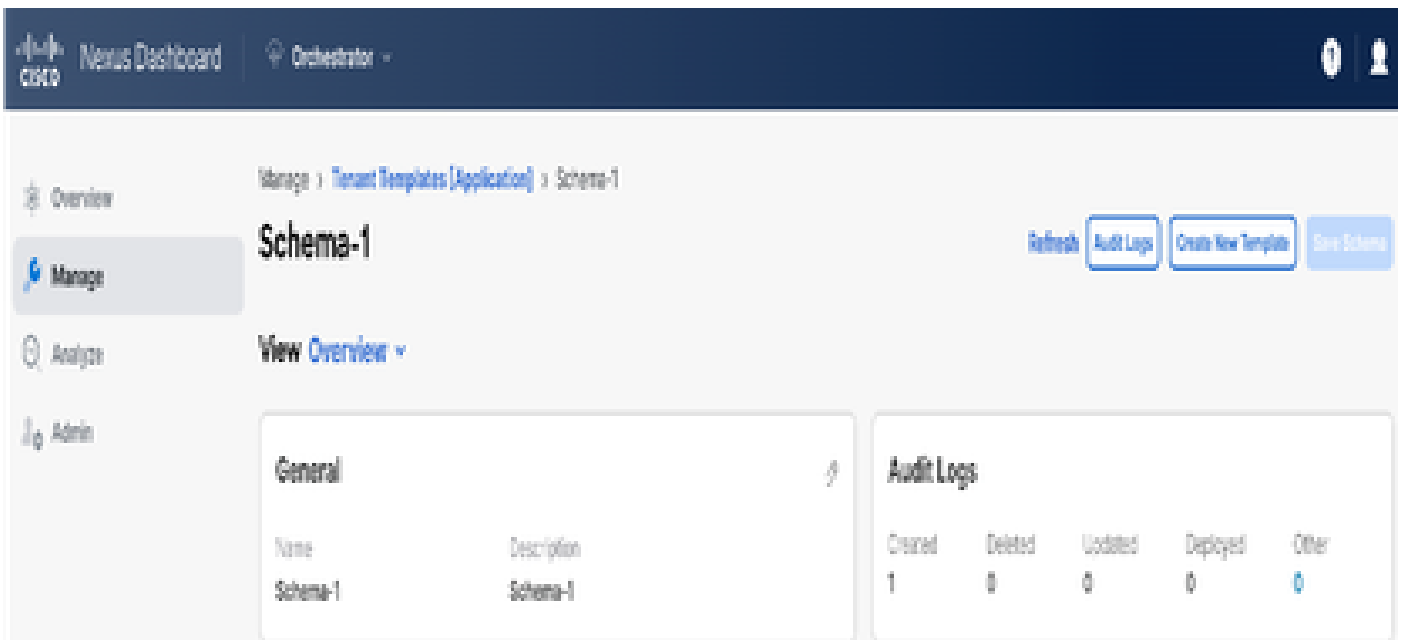 CISCO Nexus Dashboard Orchestrator
Overview
Manage
Analyze
Admin
Manage > Tenant Templates [Application] > Schema-1
Schema-1
Refresh Audit Logs Create New Template Save Schema
View Overview
General
Name Description
Schema-1 Schema-1
Audit Logs
Created Deleted Updated Deployed Other
1 0 0 0 0